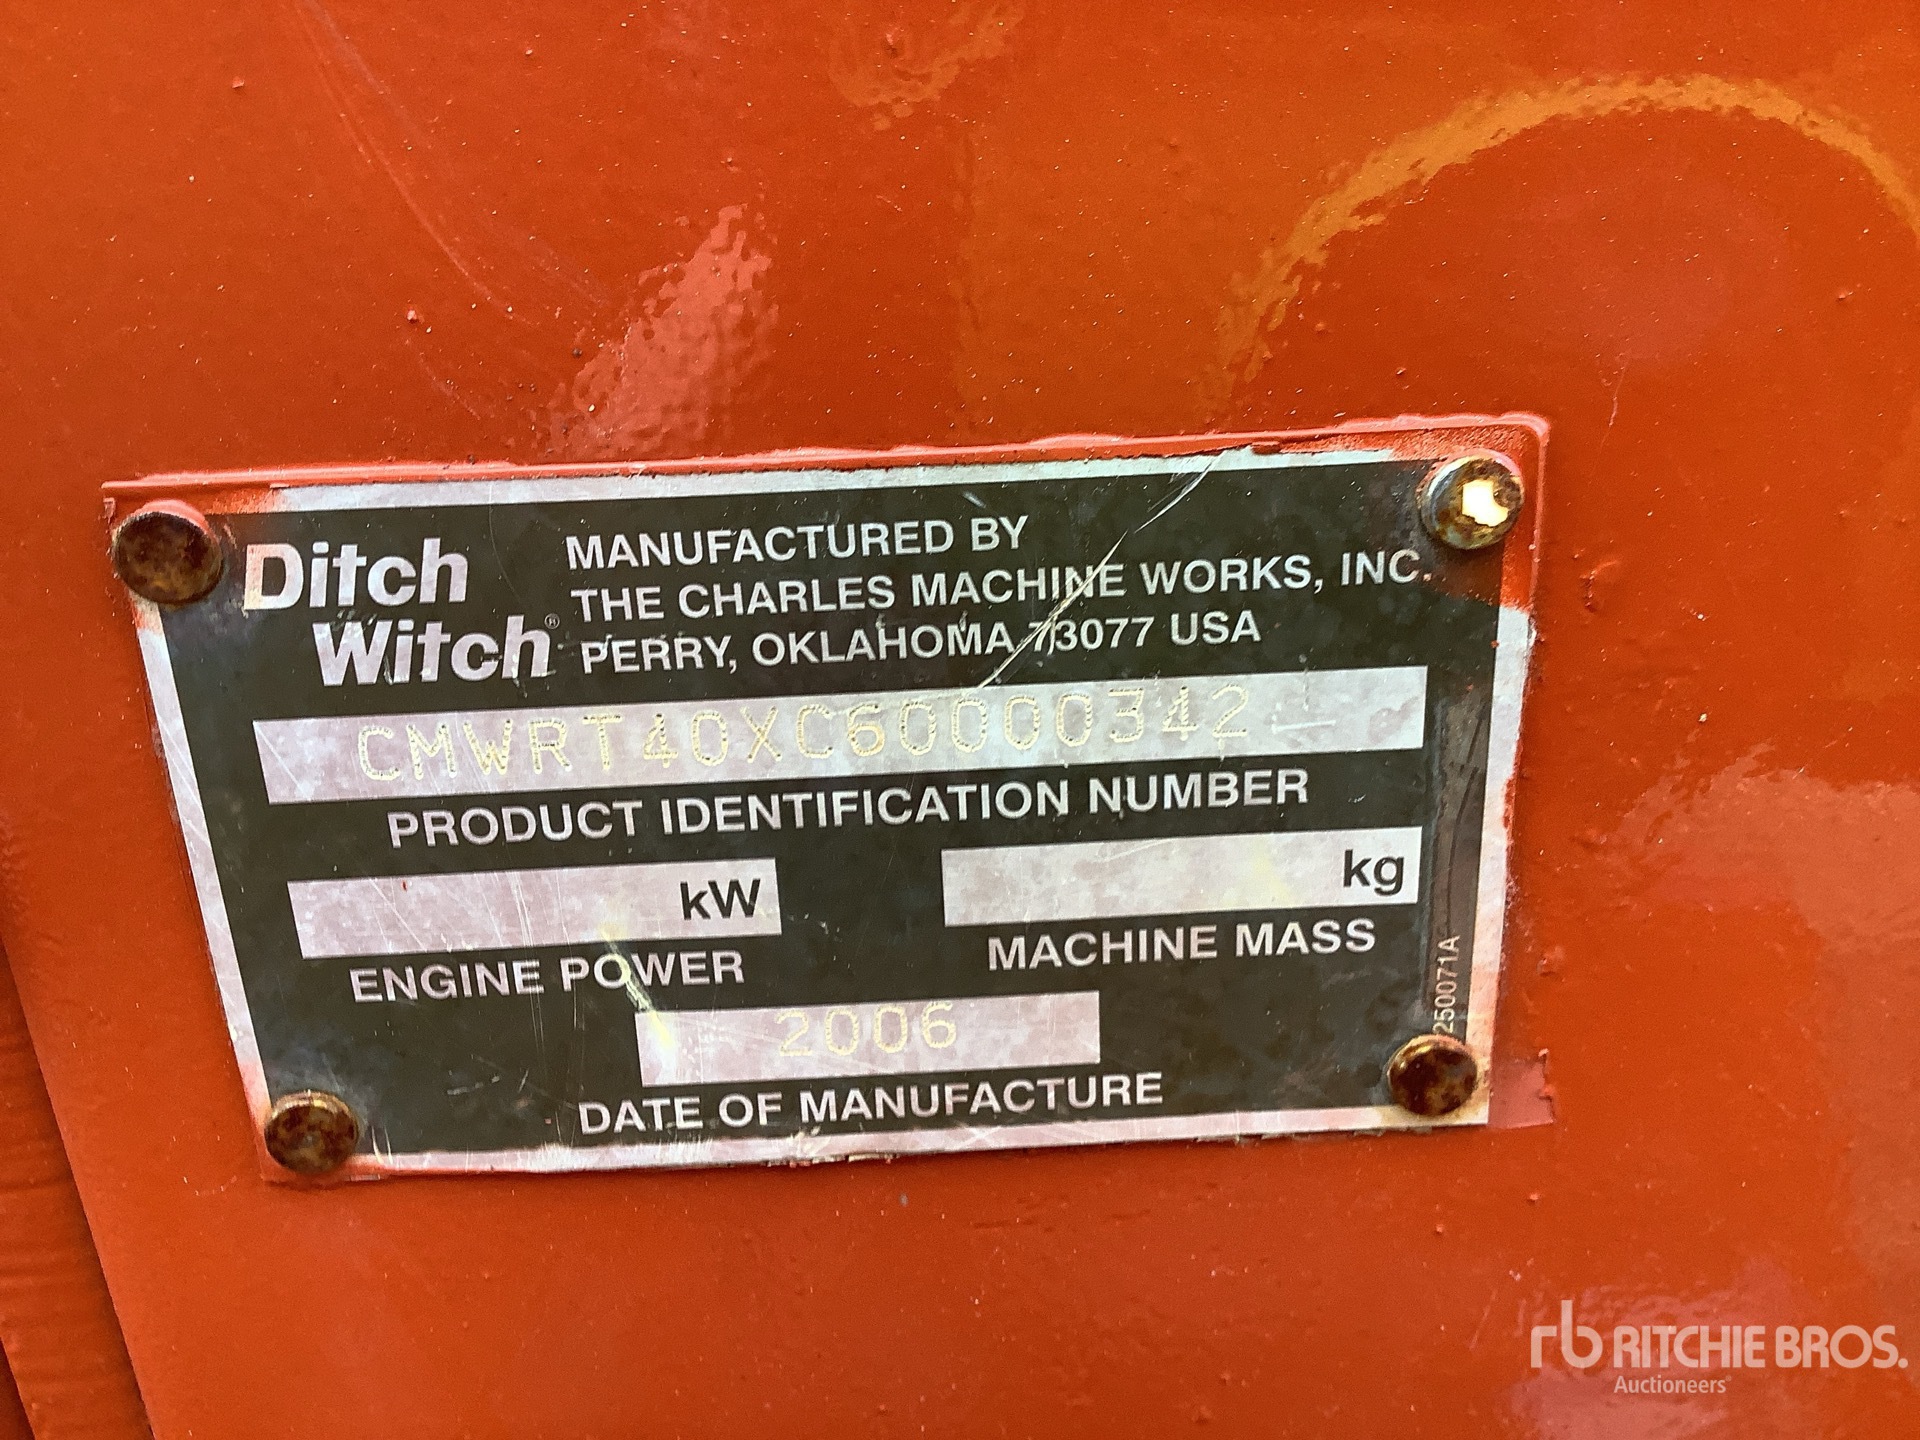 Ditch
Witch®
MANUFACTURED BY
THE CHARLES MACHINE WORKS, INC.
PERRY, OKLAHOMA 73077 USA
CMWRT40XC60000342
PRODUCT IDENTIFICATION NUMBER
kW
ENGINE POWER
kg
MACHINE MASS
2006
DATE OF MANUFACTURE
250071A
rb RITCHIE BROS.
Auctioneers